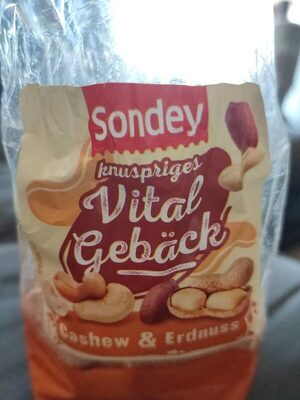 Sondey
knuspriges
Vital
Gebäck
Cashew & Erdnuss